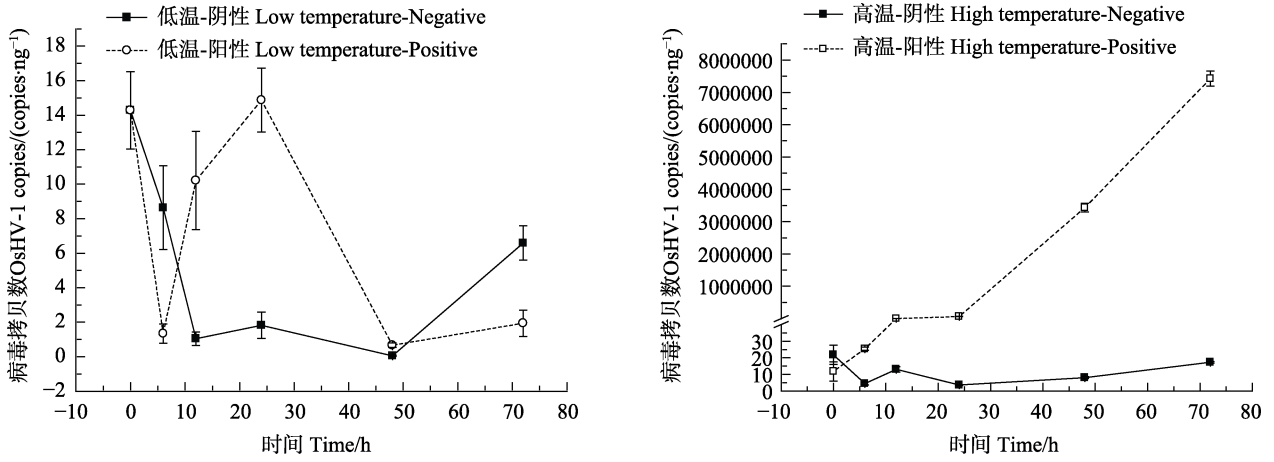 低温-阴性 Low temperature-Negative
低温-阳性 Low temperature-Positive
病毒拷贝数OsHV-1 copies/(copies·ng⁻¹)
18
16
14
12
10
8
6
4
2
0
−2
−10 0 10 20 30 40 50 60 70 80
时间 Time/h
高温-阴性 High temperature-Negative
高温-阳性 High temperature-Positive
病毒拷贝数OsHV-1 copies/(copies·ng⁻¹)
8000000
7000000
6000000
5000000
4000000
3000000
2000000
1000000
30
20
10
0
−10 0 10 20 30 40 50 60 70 80
时间 Time/h